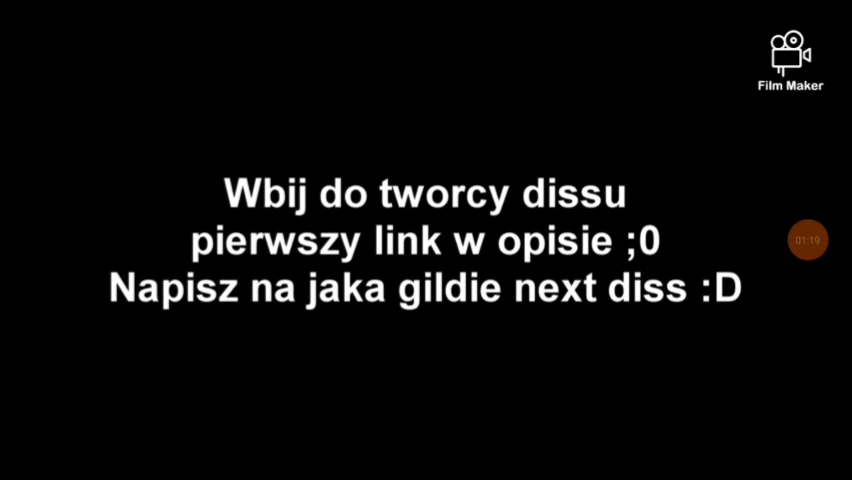 Film Maker
Wbij do tworcy dissu
pierwszy link w opisie ;0
01:19
Napisz na jaka gildie next diss :D